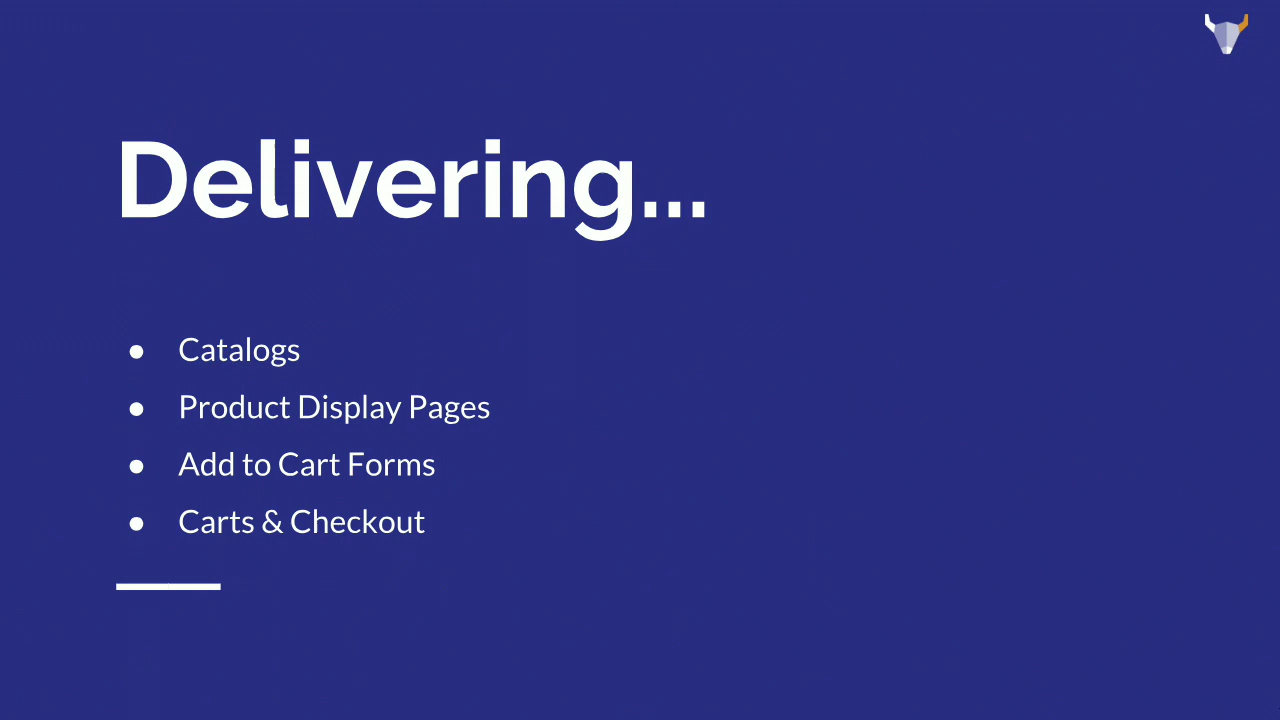 Delivering...
● Catalogs
● Product Display Pages
● Add to Cart Forms
● Carts & Checkout